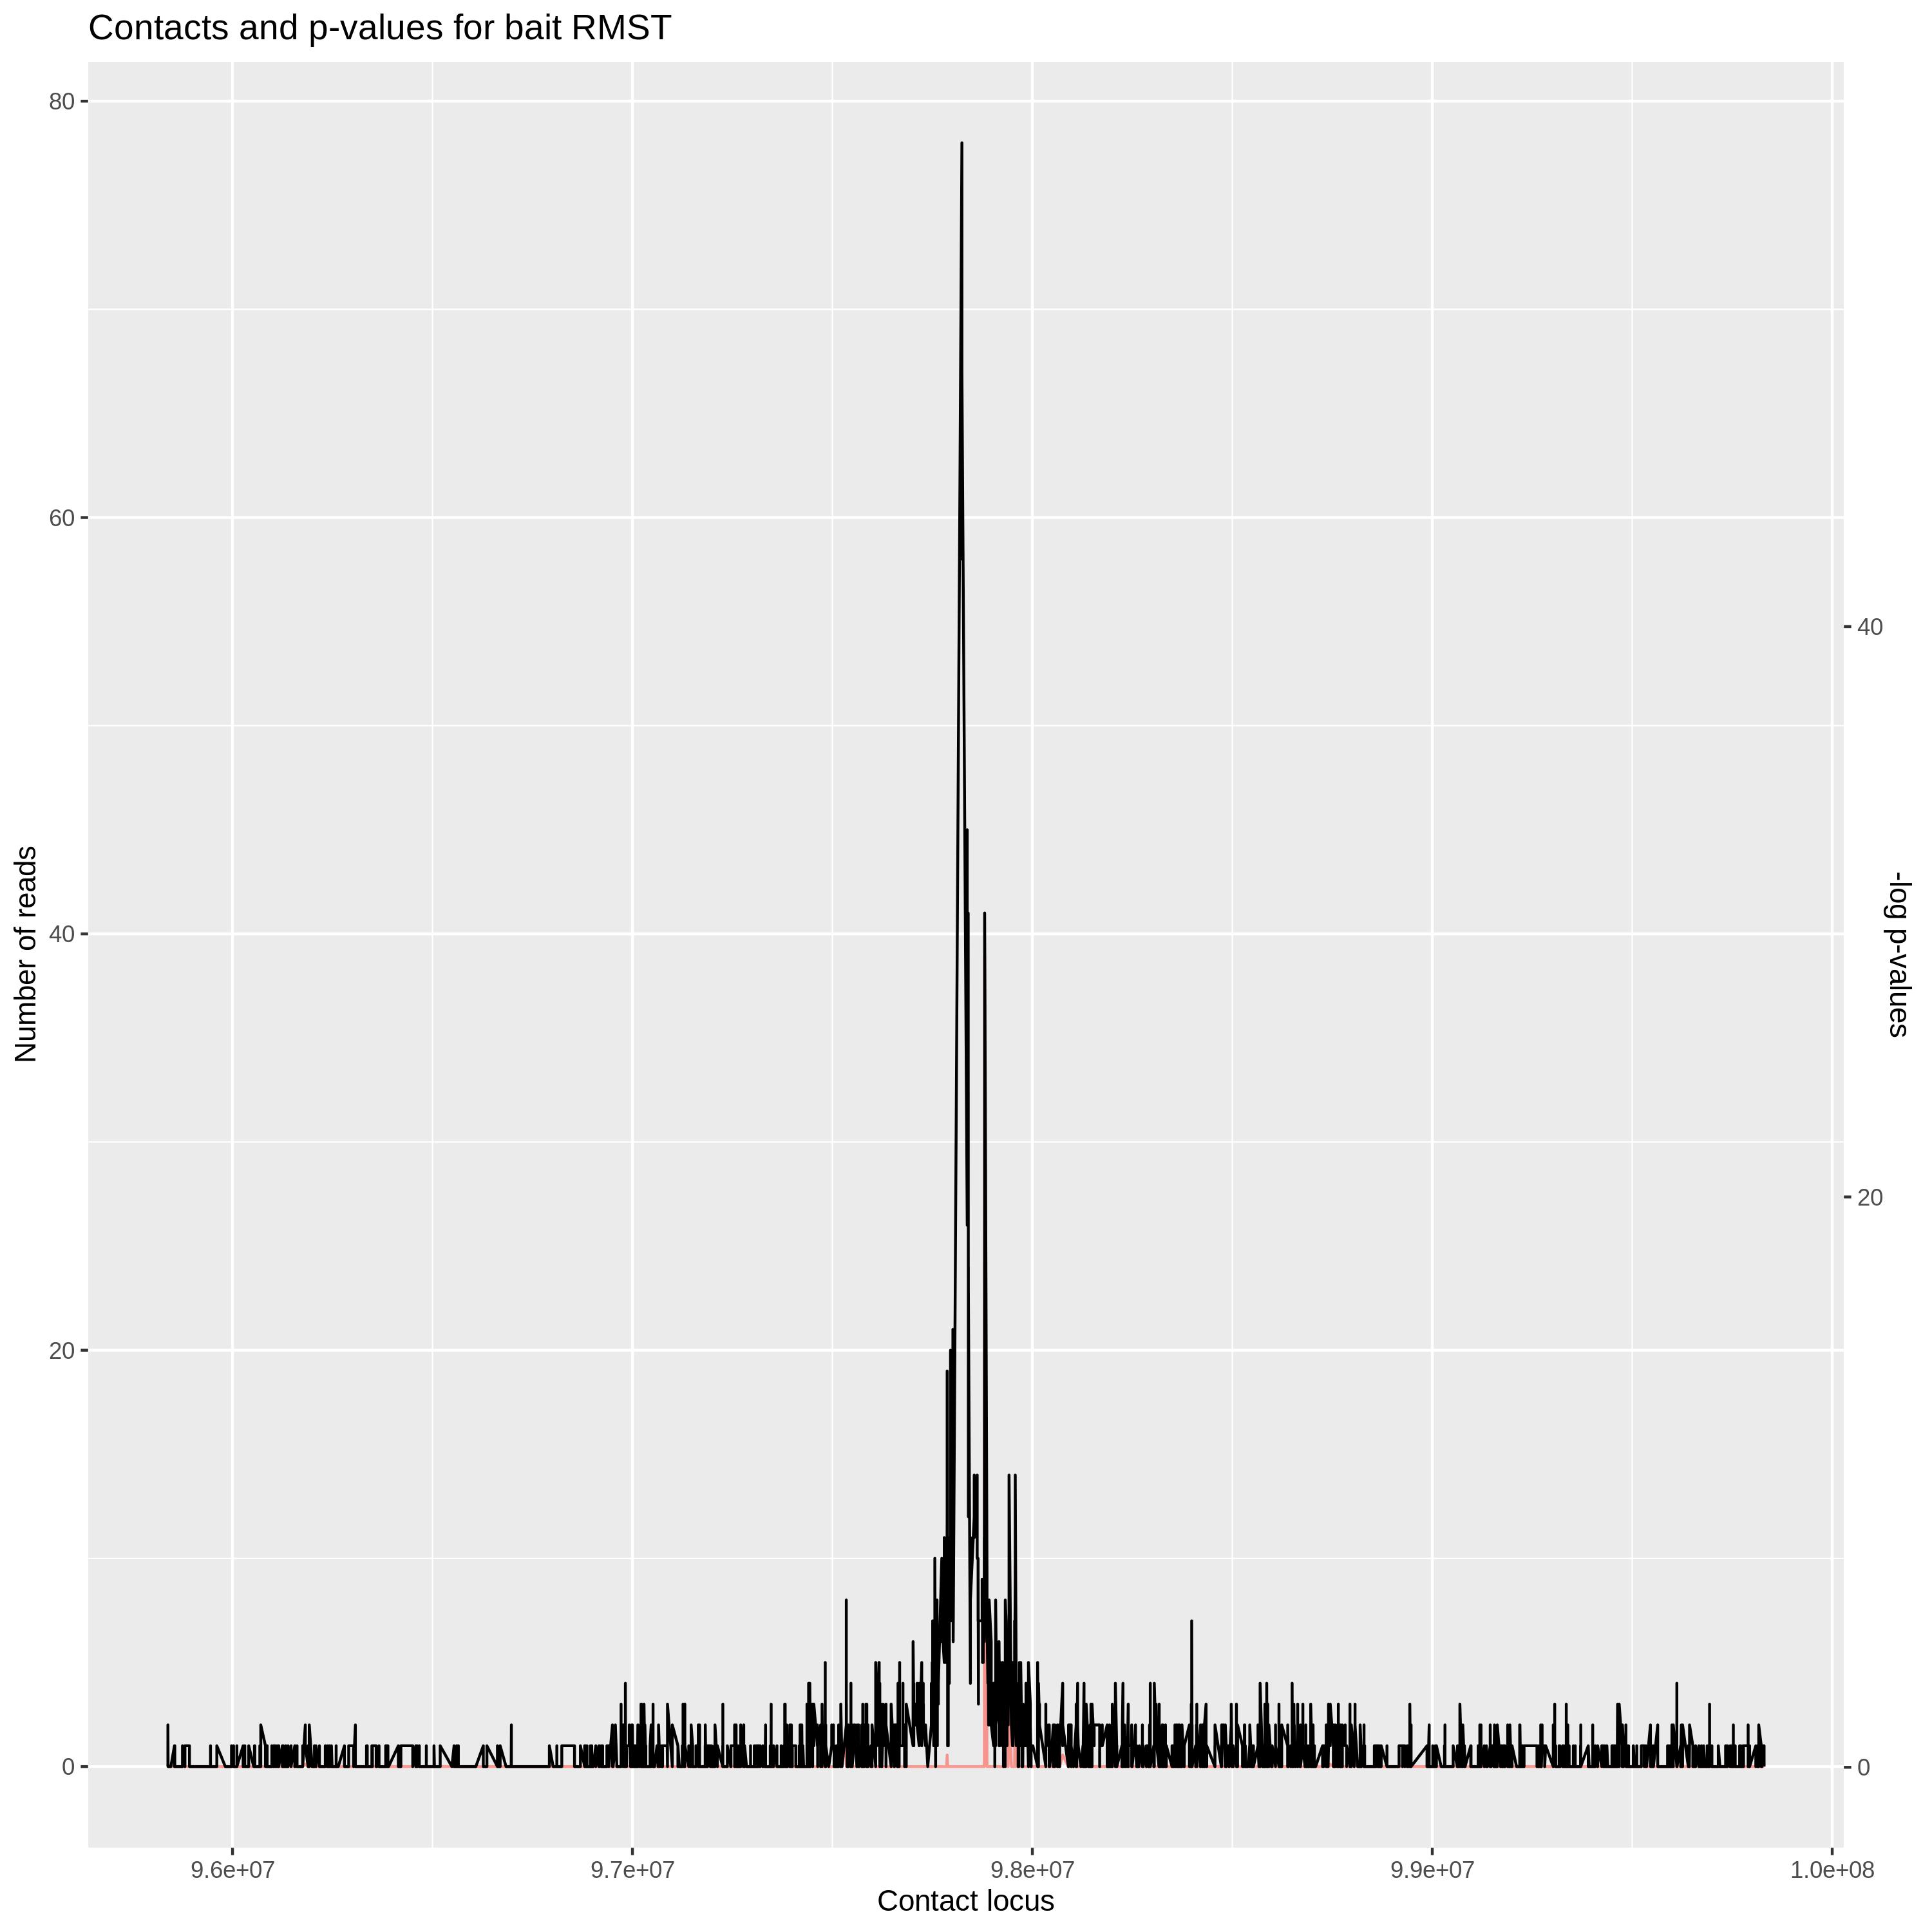 Contacts and p-values for bait RMST
80
60
40
20
0
Number of reads
40
20
0
-log p-values
9.6e+07
9.7e+07
9.8e+07
9.9e+07
1.0e+08
Contact locus